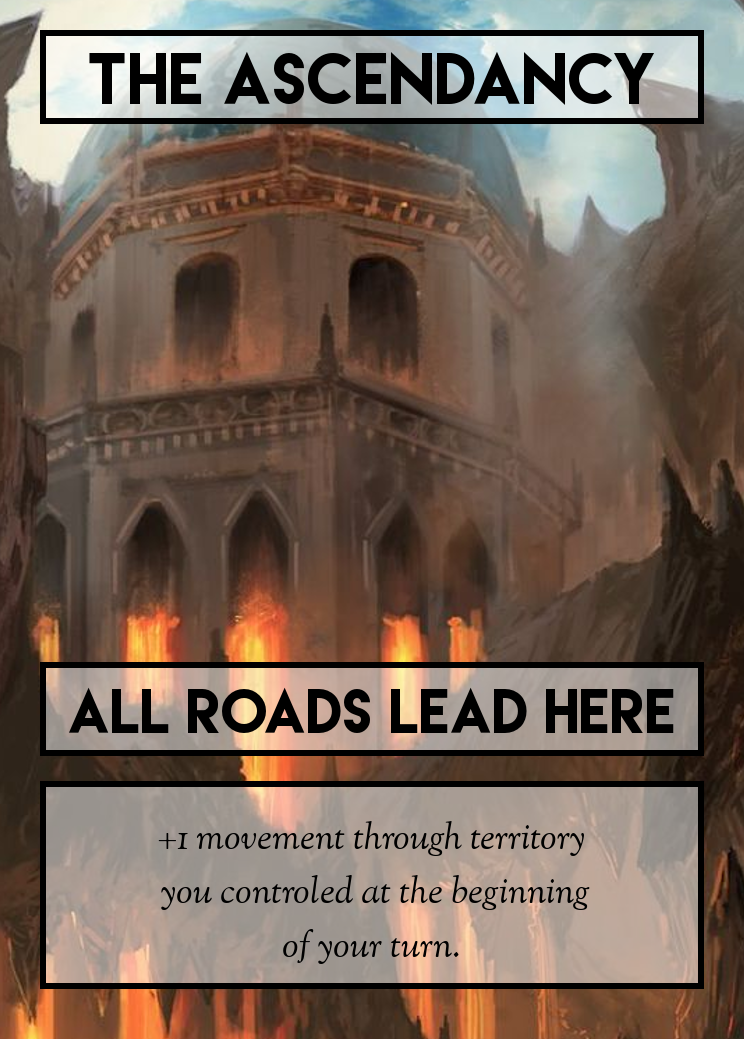 THE ASCENDANCY
ALL ROADS LEAD HERE
+1 movement through territory
you controled at the beginning
of your turn.